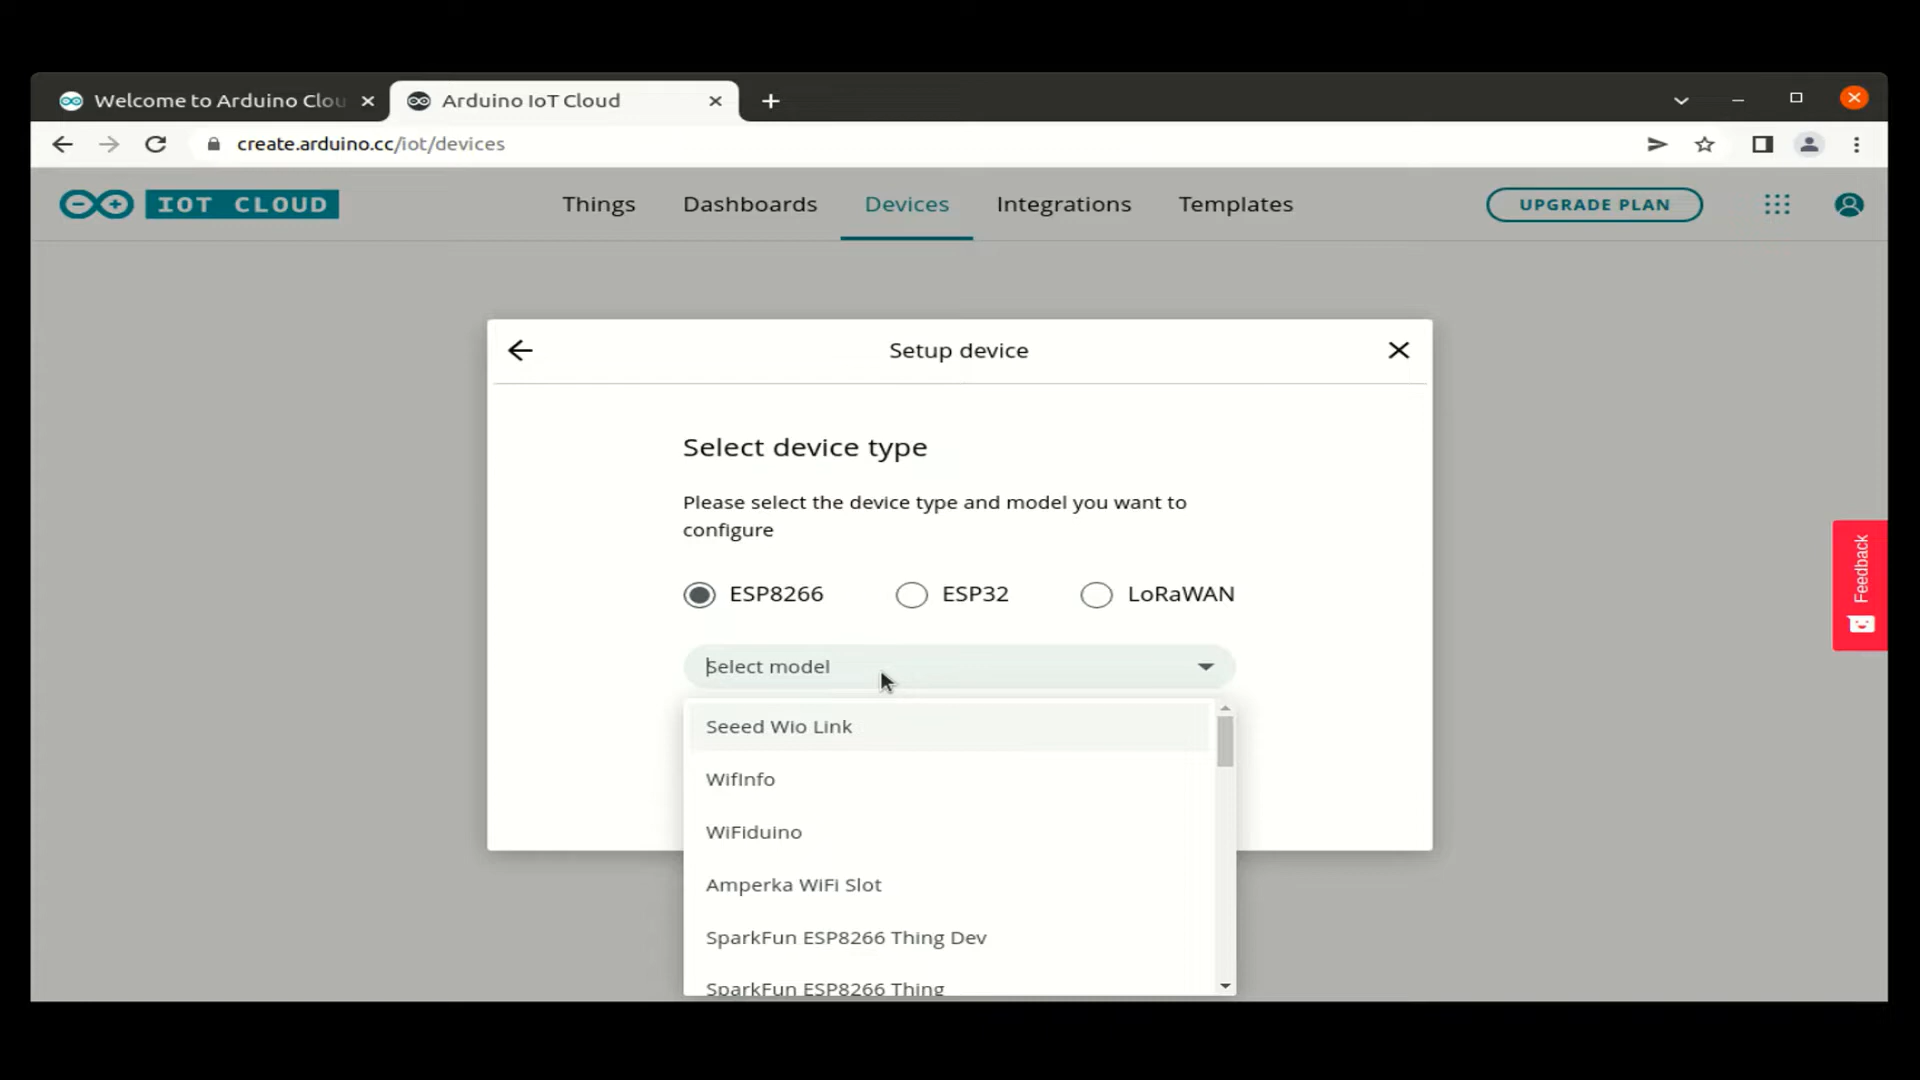 Welcome to Arduino Clou
Arduino IoT Cloud
create.arduino.cc/iot/devices
IOT CLOUD
Things
Dashboards
Devices
Integrations
Templates
UPGRADE PLAN
Setup device
Select device type
Please select the device type and model you want to
configure
ESP8266
ESP32
LoRaWAN
Select model
Seeed Wio Link
WifInfo
WiFiduino
Amperka WiFi Slot
SparkFun ESP8266 Thing Dev
SparkFun ESP8266 Thing
Feedback